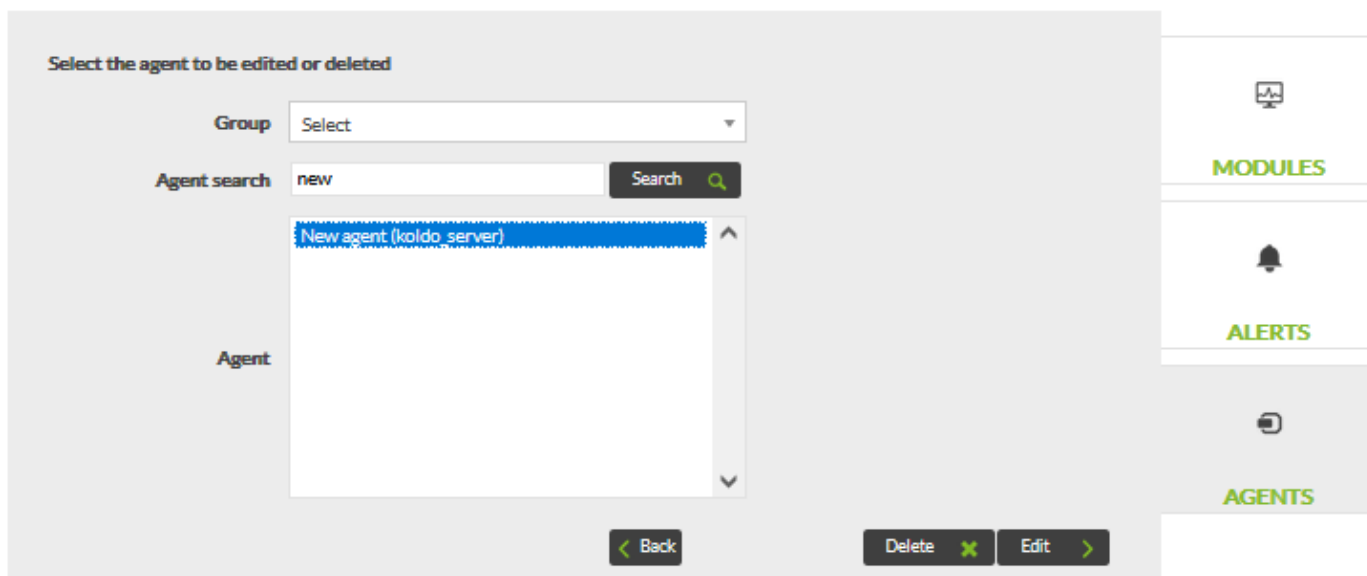 Select the agent to be edited or deleted
Group Select
Agent search new Search
New agent (koldo_server)
Agent
Back Delete Edit
MODULES
ALERTS
AGENTS